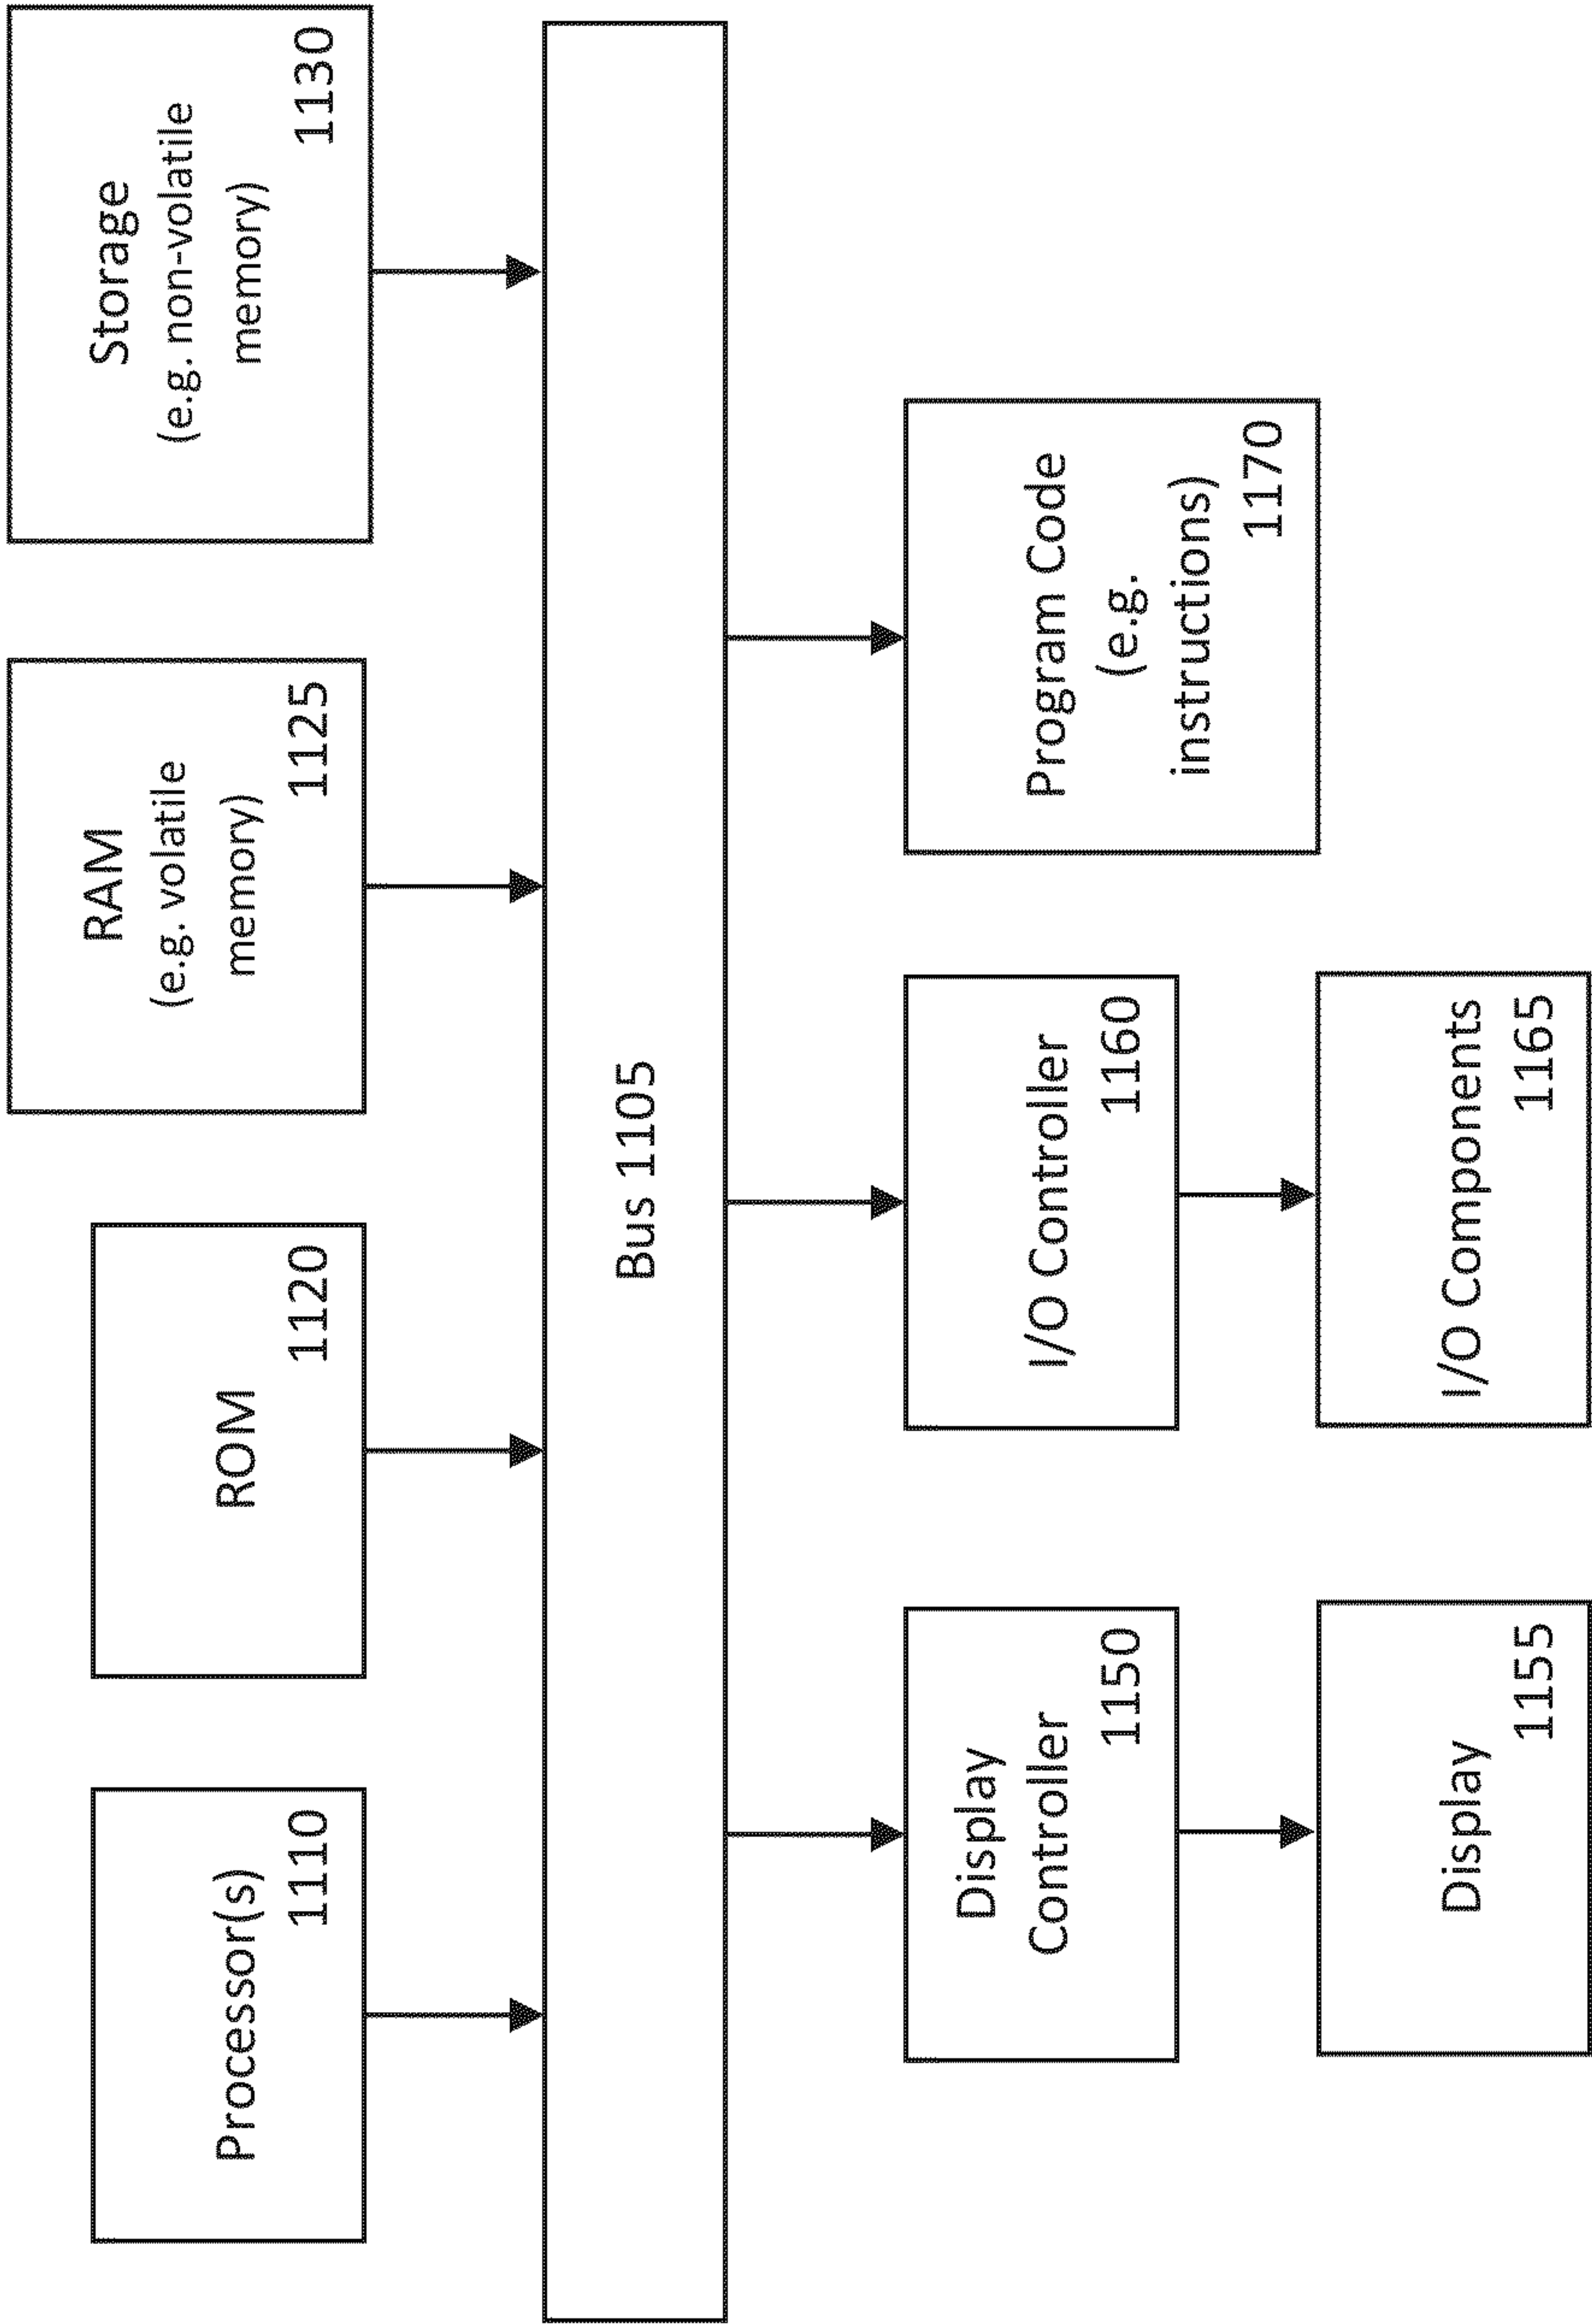 Processor(s)
1110
ROM
1120
RAM
(e.g. volatile
memory)
1125
Storage
(e.g. non-volatile
memory)
1130
Bus 1105
Display
Controller
1150
I/O Controller
1160
Program Code
(e.g.
instructions)
1170
Display
1155
I/O Components
1165